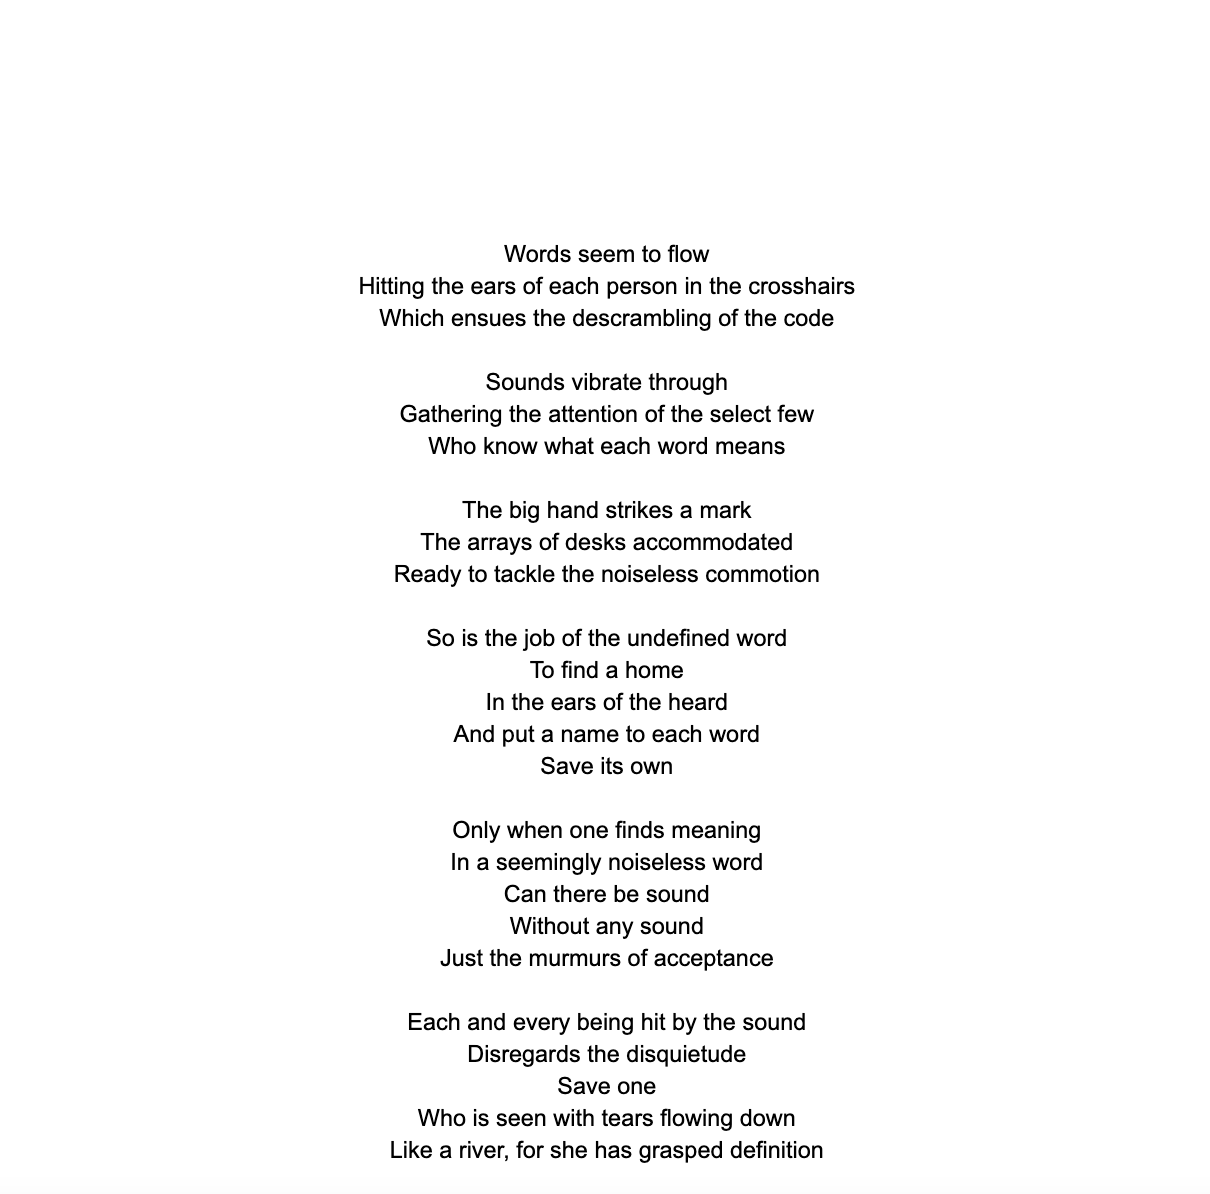 Words seem to flow
Hitting the ears of each person in the crosshairs
Which ensues the descrambling of the code
Sounds vibrate through
Gathering the attention of the select few
Who know what each word means
The big hand strikes a mark
The arrays of desks accommodated
Ready to tackle the noiseless commotion
So is the job of the undefined word
To find a home
In the ears of the heard
And put a name to each word
Save its own
Only when one finds meaning
In a seemingly noiseless word
Can there be sound
Without any sound
Just the murmurs of acceptance
Each and every being hit by the sound
Disregards the disquietude
Save one
Who is seen with tears flowing down
Like a river, for she has grasped definition